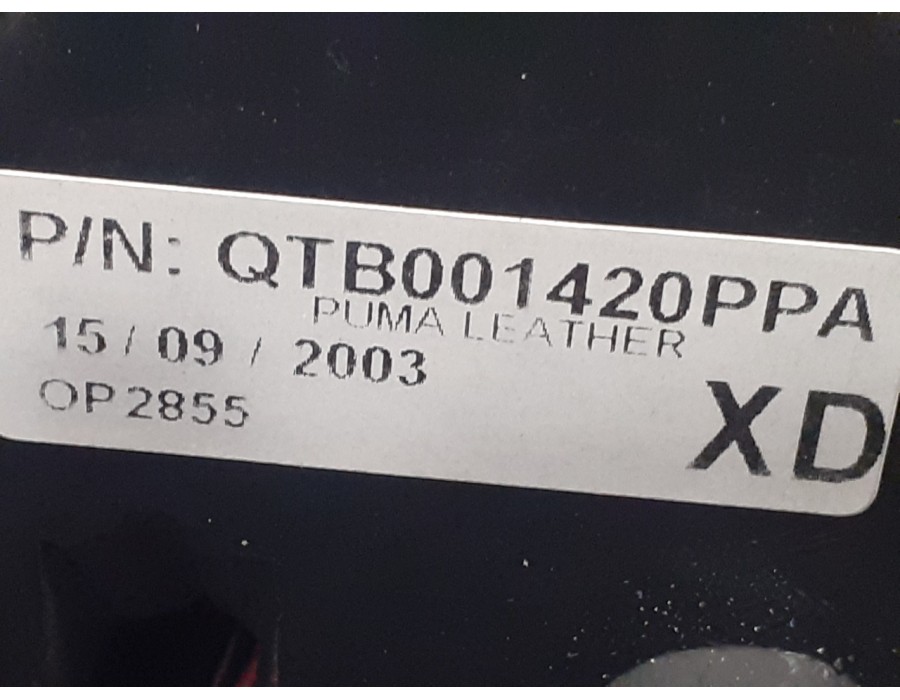 P/N: QTB001420PPA
PUMA LEATHER
15 / 09 / 2003
OP2855
XD